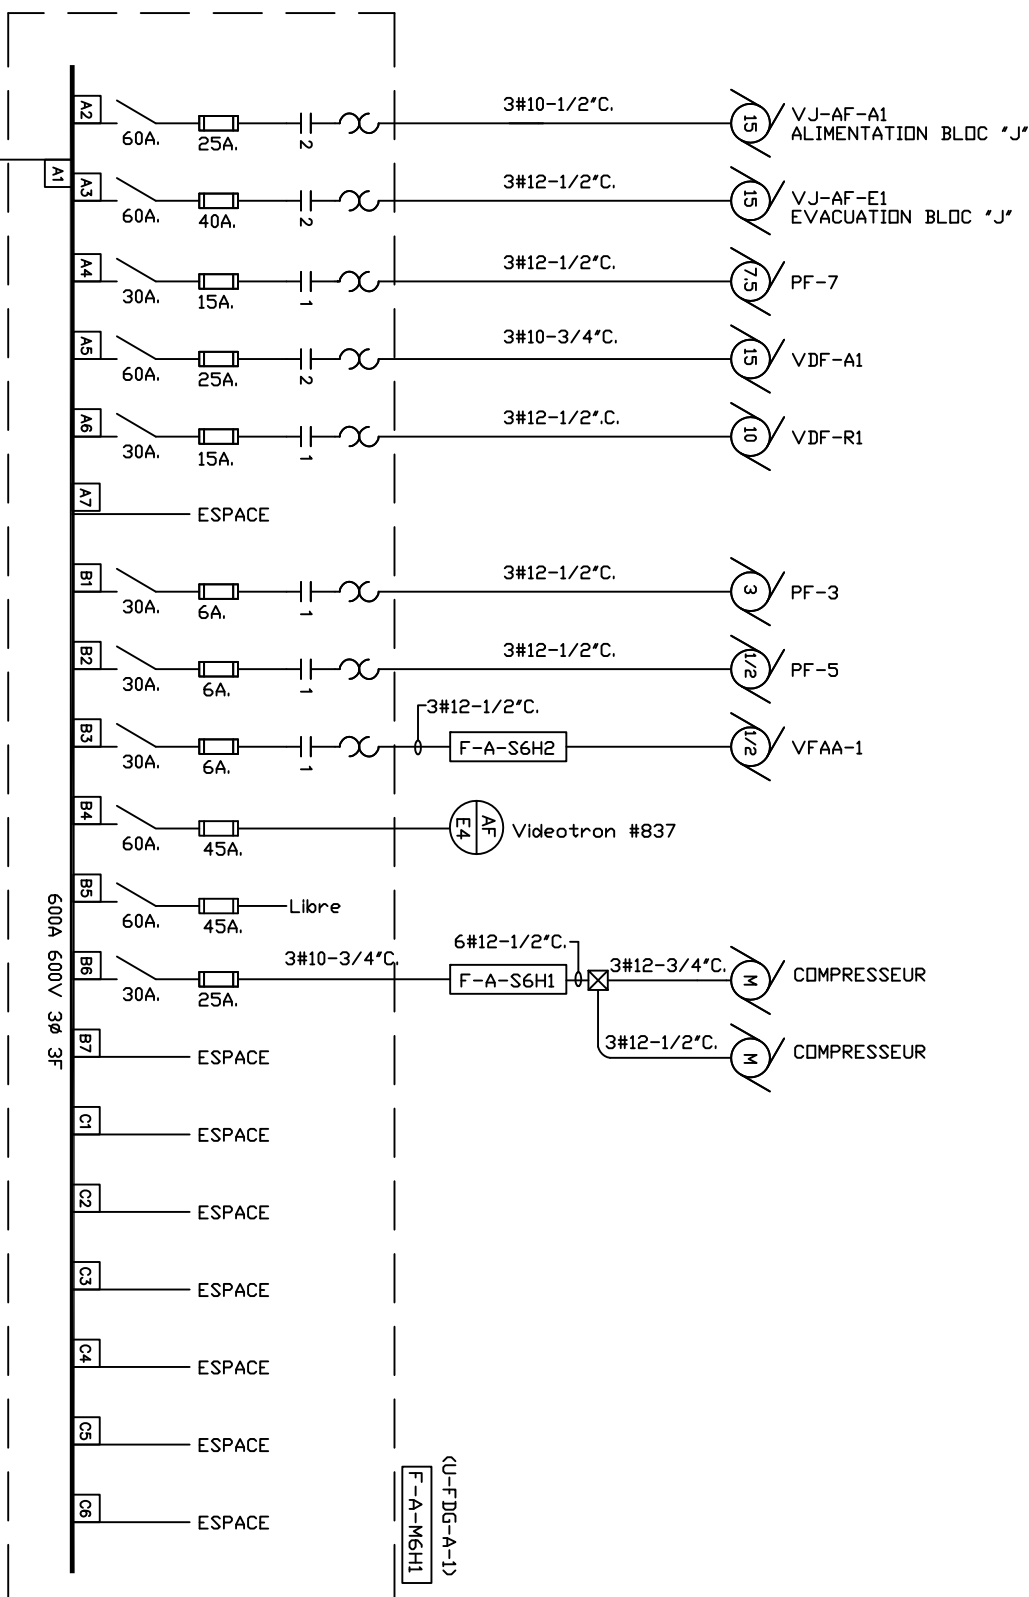 A1
A2
60A.
25A.
2
3#10-1/2"C.
15
VJ-AF-A1
ALIMENTATION BLOC "J"
A3
60A.
40A.
2
3#12-1/2"C.
15
VJ-AF-E1
EVACUATION BLOC "J"
A4
30A.
15A.
1
3#12-1/2"C.
7.5
PF-7
A5
60A.
25A.
2
3#10-3/4"C.
15
VDF-A1
A6
30A.
15A.
1
3#12-1/2".C.
10
VDF-R1
A7
ESPACE
B1
30A.
6A.
1
3#12-1/2"C.
3
PF-3
B2
30A.
6A.
1
3#12-1/2"C.
1/2
PF-5
B3
30A.
6A.
1
3#12-1/2"C.
F-A-S6H2
1/2
VFAA-1
B4
60A.
45A.
AF
E4
Videotron #837
B5
60A.
45A.
Libre
B6
30A.
25A.
3#10-3/4"C.
F-A-S6H1
6#12-1/2"C.
3#12-3/4"C.
M
COMPRESSEUR
3#12-1/2"C.
M
COMPRESSEUR
B7
ESPACE
C1
ESPACE
C2
ESPACE
C3
ESPACE
C4
ESPACE
C5
ESPACE
C6
ESPACE
600A 600V 3Ø 3F
(U-FDG-A-1)
F-A-M6H1